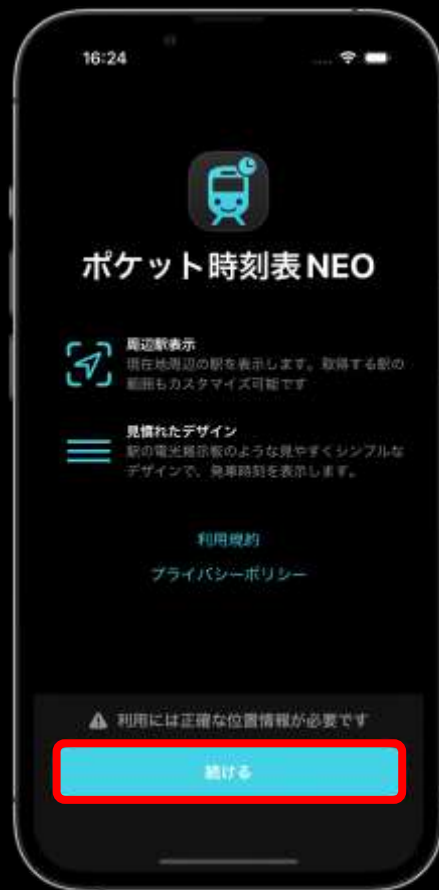 16:24
ポケット時刻表NEO
周辺駅表示
現在地周辺の駅を表示します。取得する駅の
範囲もカスタマイズ可能です
見慣れたデザイン
駅の電光掲示板のような見やすくシンプルな
デザインで、発車時刻を表示します。
利用規約
プライバシーポリシー
利用には正確な位置情報が必要です
続ける